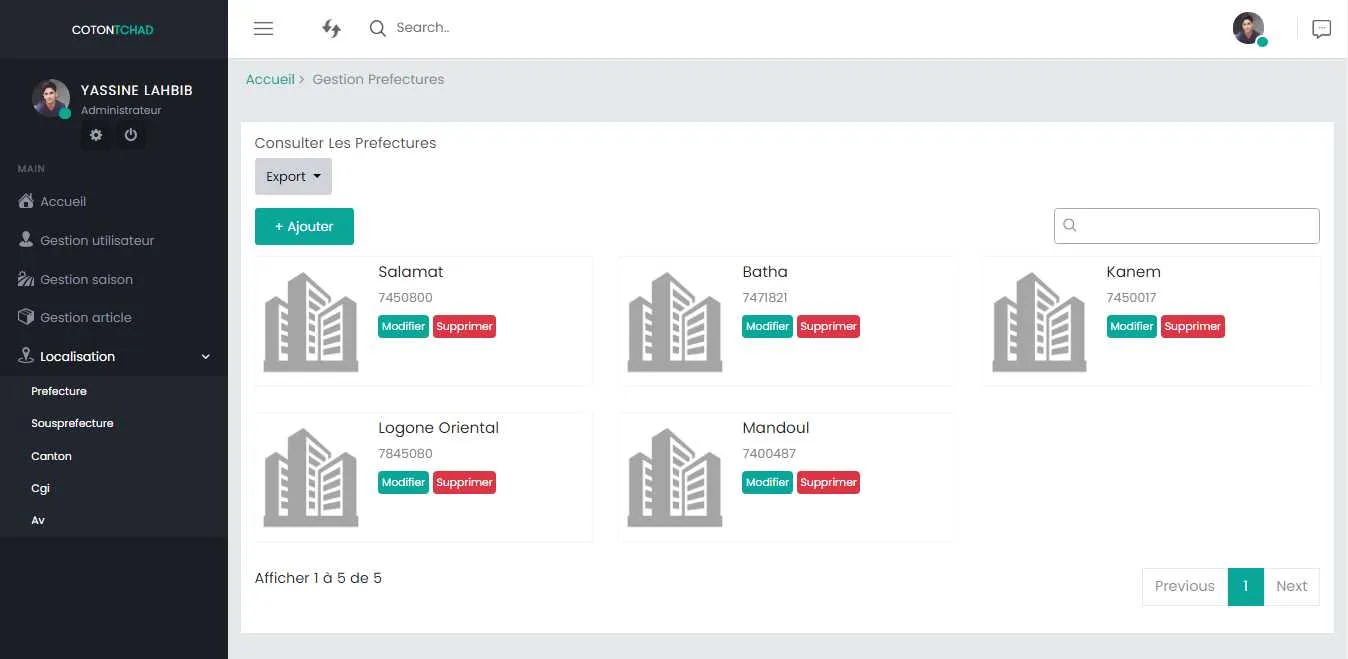 COTONTCHAD
Search..
YASSINE LAHBIB
Administrateur
MAIN
Accueil
Gestion utilisateur
Gestion saison
Gestion article
Localisation
Prefecture
Sousprefecture
Canton
Cgi
Av
Accueil > Gestion Prefectures
Consulter Les Prefectures
Export
+ Ajouter
Salamat
7450800
Modifier Supprimer
Batha
7471821
Modifier Supprimer
Kanem
7450017
Modifier Supprimer
Logone Oriental
7845080
Modifier Supprimer
Mandoul
7400487
Modifier Supprimer
Afficher 1 à 5 de 5
Previous 1 Next